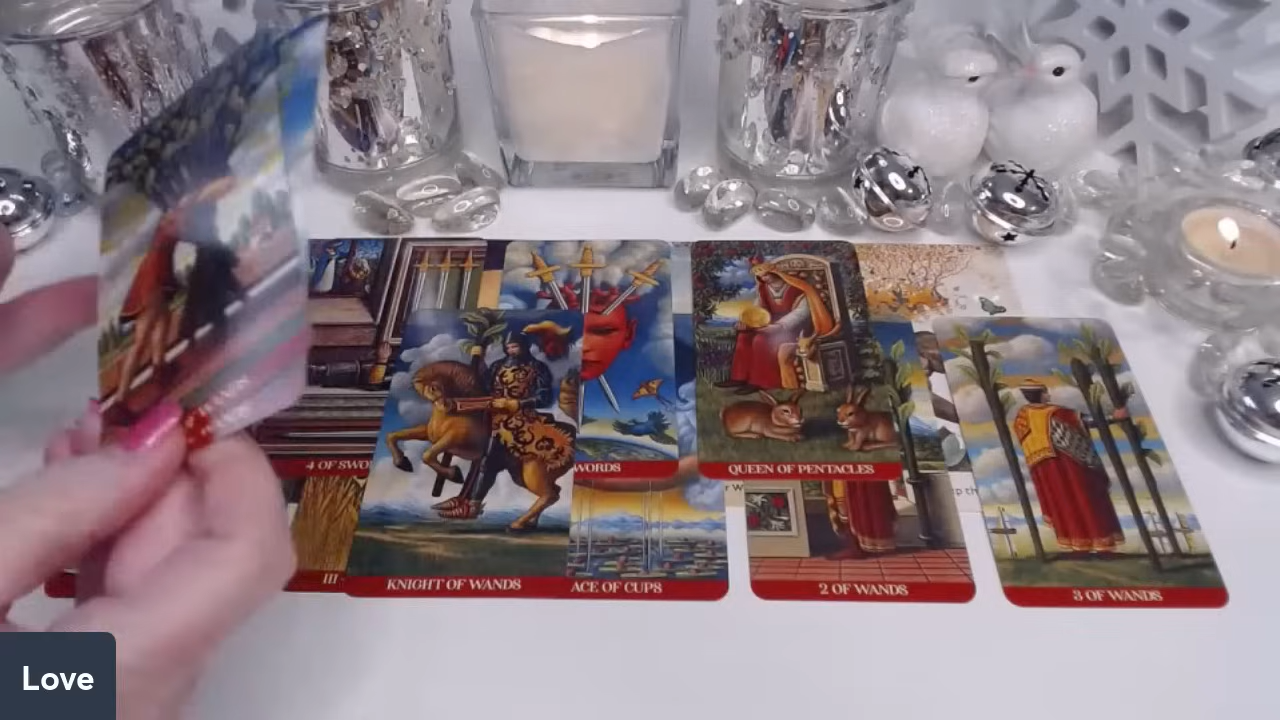 4 OF SWO
WORDS
QUEEN OF PENTACLES
III
KNIGHT OF WANDS
ACE OF CUPS
2 OF WANDS
3 OF WANDS
Love